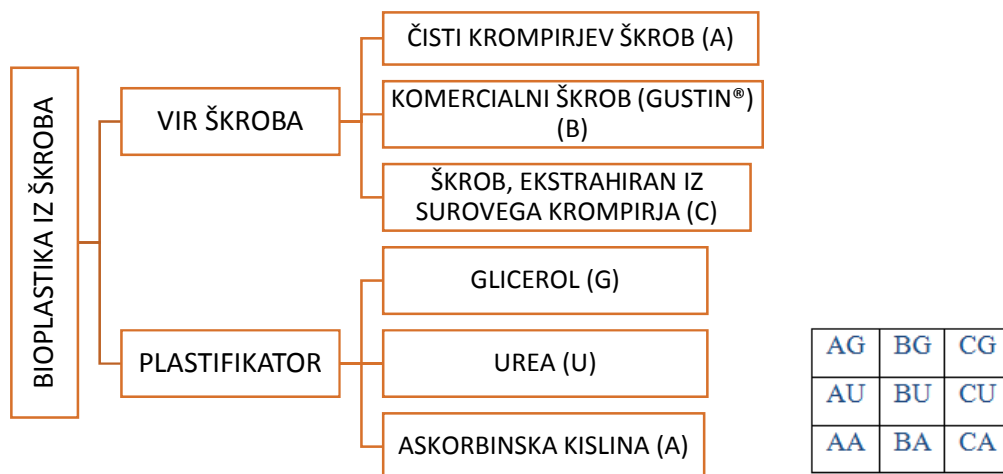 BIOPLASTIKA IZ ŠKROBA
VIR ŠKROBA
ČISTI KROMPIRJEV ŠKROB (A)
KOMERCIALNI ŠKROB (GUSTIN®)
(B)
ŠKROB, EKSTRAHIRAN IZ
SUROVEGA KROMPIRJA (C)
PLASTIFIKATOR
GLICEROL (G)
UREA (U)
ASKORBINSKA KISLINA (A)
AG BG CG
AU BU CU
AA BA CA